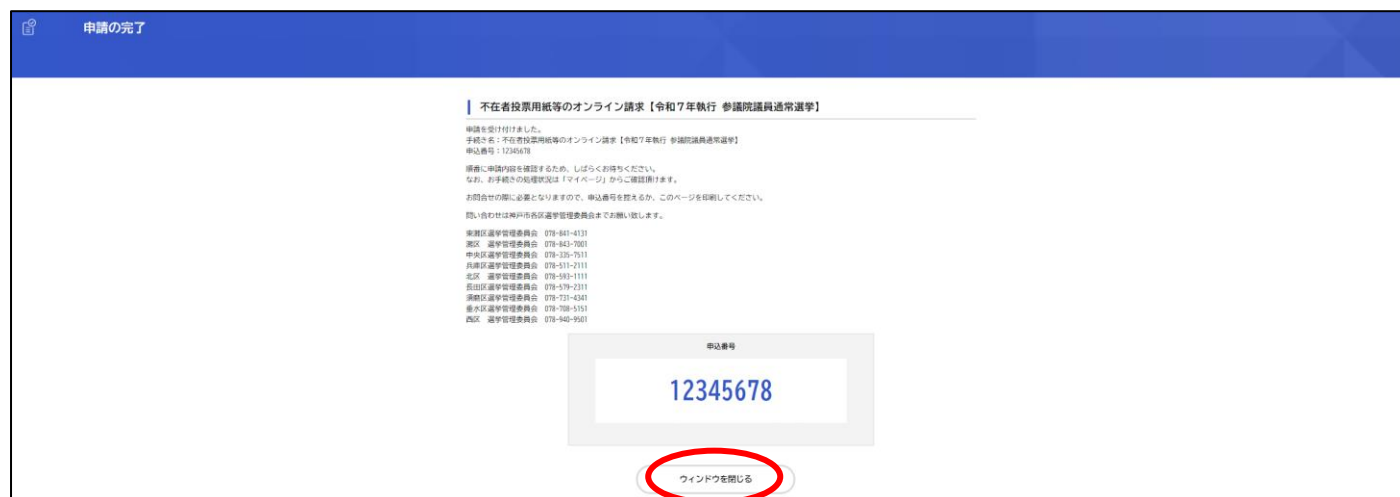 申請の完了
不在者投票用紙等のオンライン請求【令和7年執行 参議院議員通常選挙】
申請を受け付けました。
手続き名：不在者投票用紙等のオンライン請求【令和7年執行 参議院議員通常選挙】
申込番号：12345678
順番に申請内容を確認するため、しばらくお待ちください。
なお、お手続きの処理状況は「マイページ」からご確認頂けます。
お問合せの際に必要となりますので、申込番号を控えるか、このページを印刷してください。
問い合わせは神戸市各区選挙管理委員会までお願い致します。
東灘区選挙管理委員会　078-841-4131
灘区　選挙管理委員会　078-843-7001
中央区選挙管理委員会　078-335-7511
兵庫区選挙管理委員会　078-511-2111
北区　選挙管理委員会　078-593-1111
長田区選挙管理委員会　078-579-2311
須磨区選挙管理委員会　078-731-4341
垂水区選挙管理委員会　078-708-5151
西区　選挙管理委員会　078-940-9501
申込番号
12345678
ウィンドウを閉じる